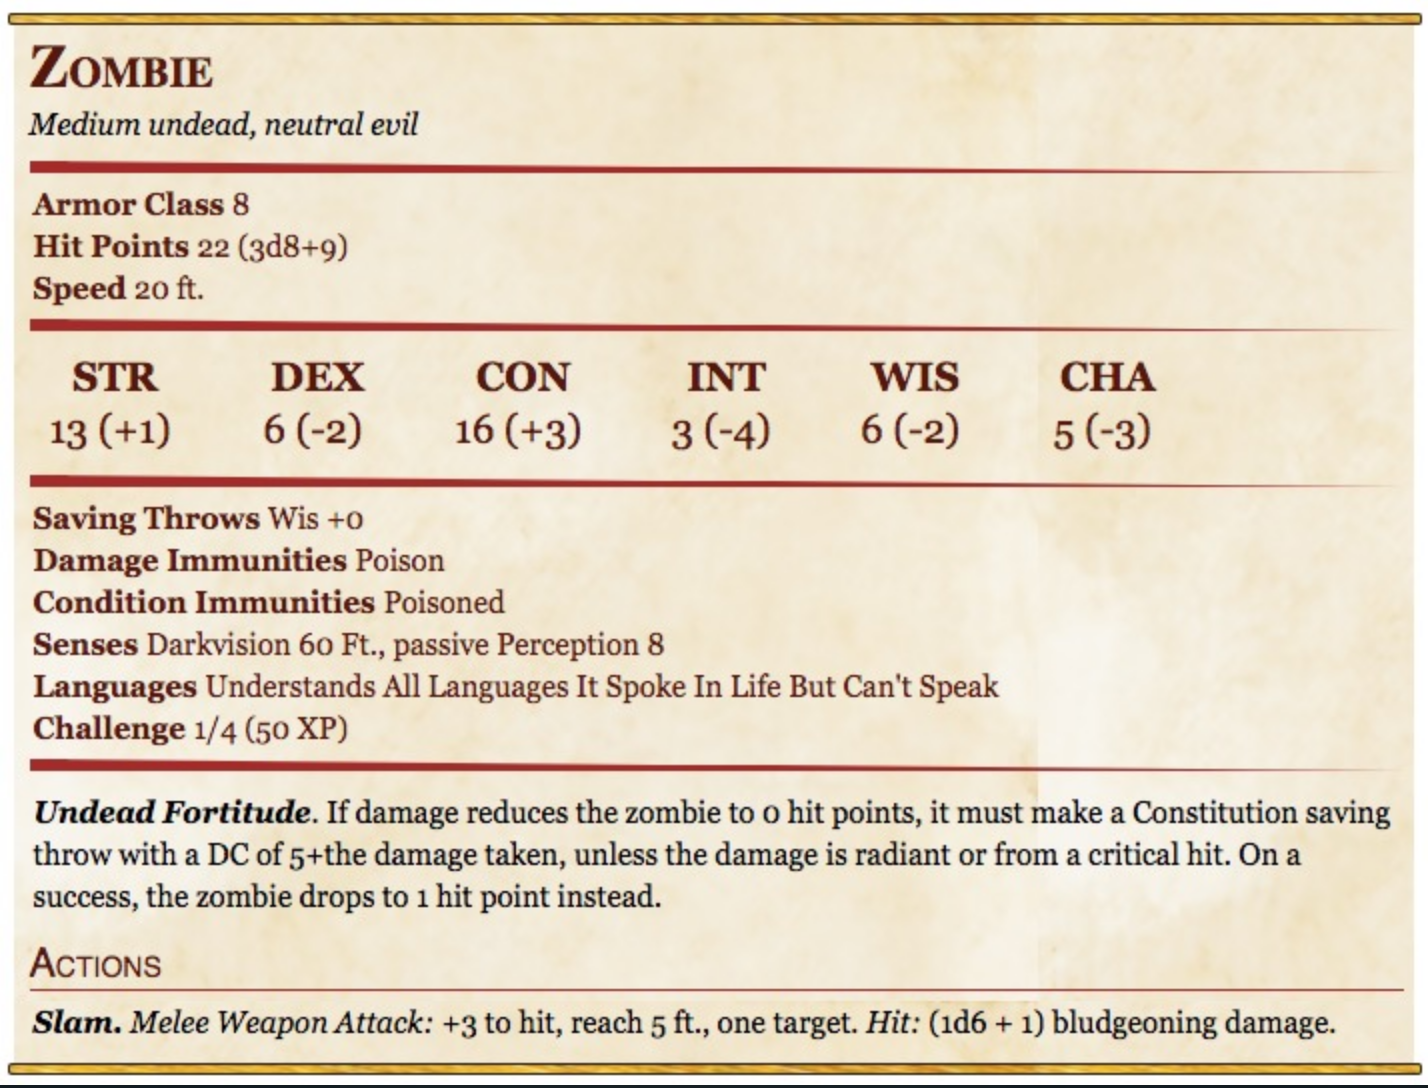 ZOMBIE
Medium undead, neutral evil
Armor Class 8
Hit Points 22 (3d8+9)
Speed 20 ft.
STR DEX CON INT WIS CHA
13 (+1) 6 (-2) 16 (+3) 3 (-4) 6 (-2) 5 (-3)
Saving Throws Wis +0
Damage Immunities Poison
Condition Immunities Poisoned
Senses Darkvision 60 Ft., passive Perception 8
Languages Understands All Languages It Spoke In Life But Can't Speak
Challenge 1/4 (50 XP)
Undead Fortitude. If damage reduces the zombie to 0 hit points, it must make a Constitution saving
throw with a DC of 5+the damage taken, unless the damage is radiant or from a critical hit. On a
success, the zombie drops to 1 hit point instead.
ACTIONS
Slam. Melee Weapon Attack: +3 to hit, reach 5 ft., one target. Hit: (1d6 + 1) bludgeoning damage.